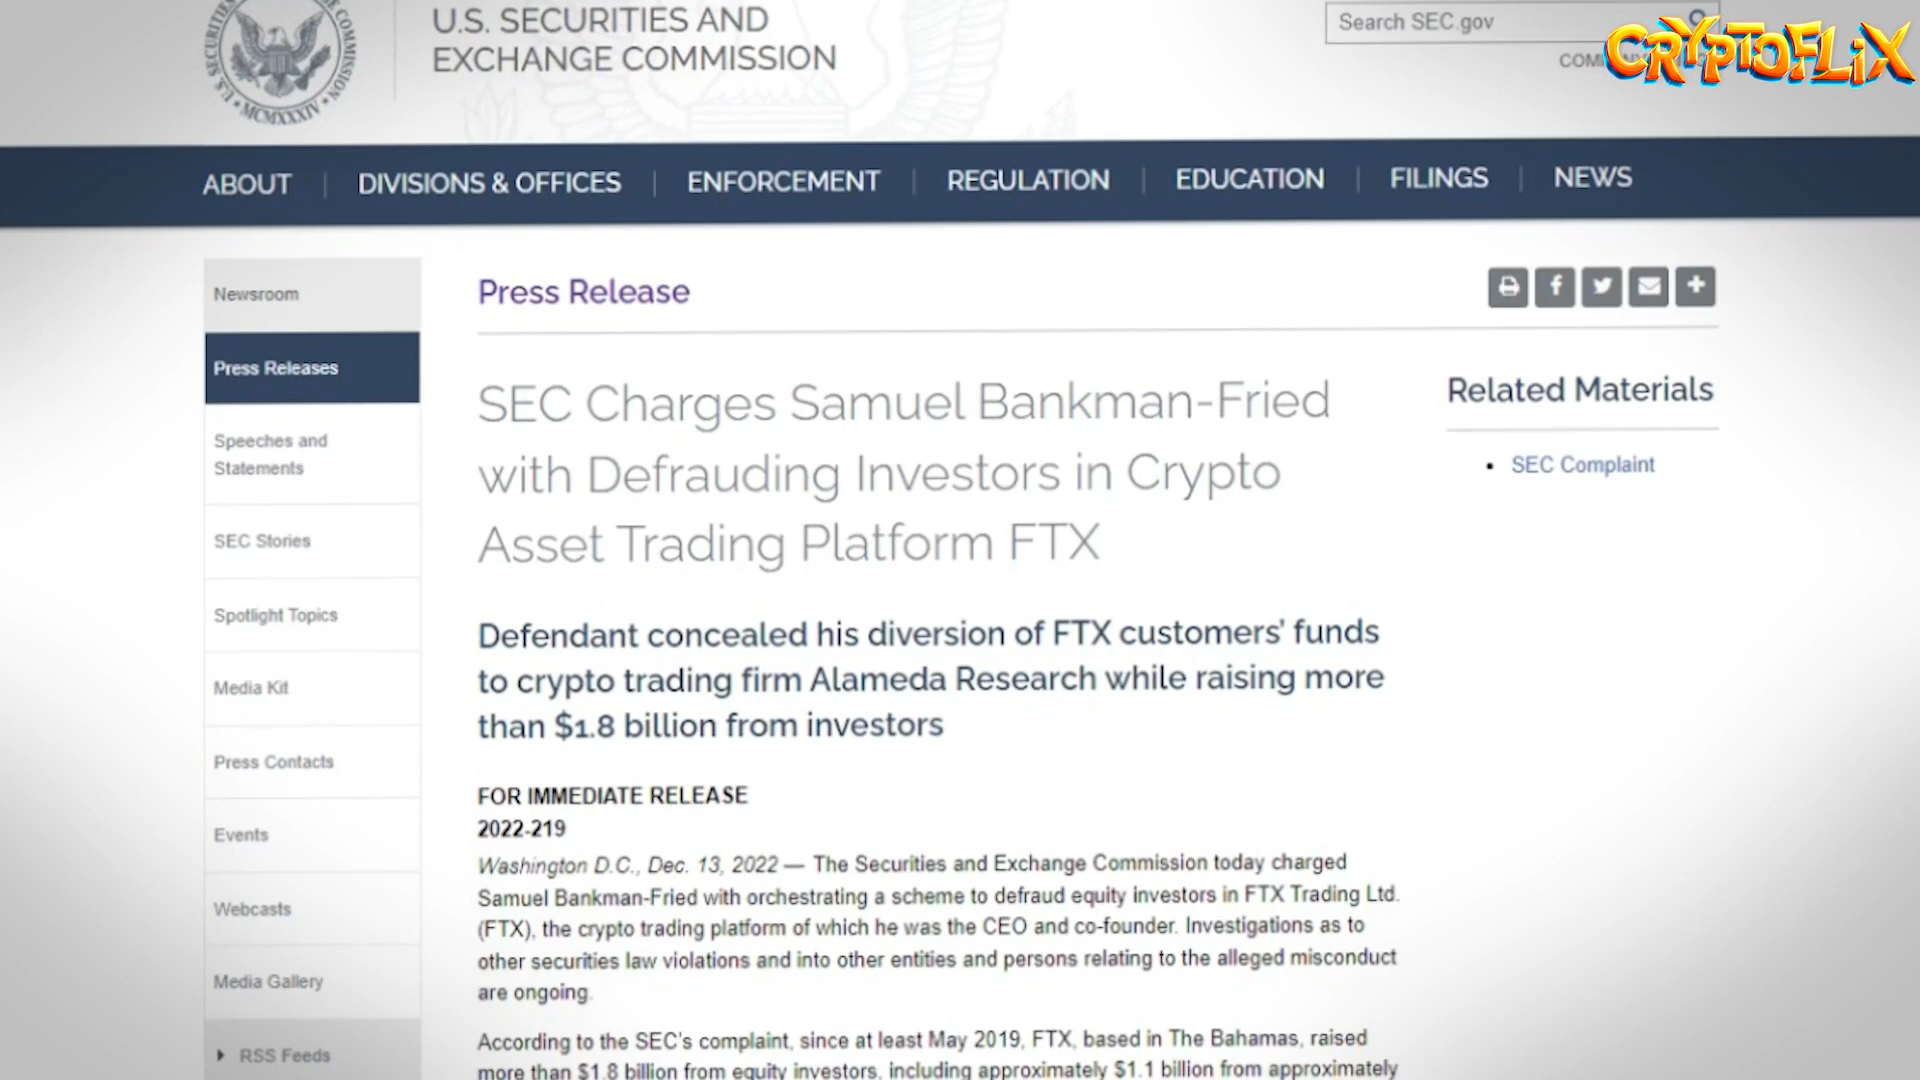 U.S. SECURITIES AND
EXCHANGE COMMISSION
MCMXXXIV
Search SEC.gov
CRYPTOFLIX
ABOUT | DIVISIONS & OFFICES | ENFORCEMENT | REGULATION | EDUCATION | FILINGS | NEWS
Newsroom
Press Releases
Speeches and
Statements
SEC Stories
Spotlight Topics
Media Kit
Press Contacts
Events
Webcasts
Media Gallery
RSS Feeds
Press Release
SEC Charges Samuel Bankman-Fried
with Defrauding Investors in Crypto
Asset Trading Platform FTX
Defendant concealed his diversion of FTX customers’ funds
to crypto trading firm Alameda Research while raising more
than $1.8 billion from investors
FOR IMMEDIATE RELEASE
2022-219
Washington D.C., Dec. 13, 2022 — The Securities and Exchange Commission today charged
Samuel Bankman-Fried with orchestrating a scheme to defraud equity investors in FTX Trading Ltd.
(FTX), the crypto trading platform of which he was the CEO and co-founder. Investigations as to
other securities law violations and into other entities and persons relating to the alleged misconduct
are ongoing.
According to the SEC's complaint, since at least May 2019, FTX, based in The Bahamas, raised
more than $1.8 billion from equity investors, including approximately $1.1 billion from approximately
Related Materials
• SEC Complaint